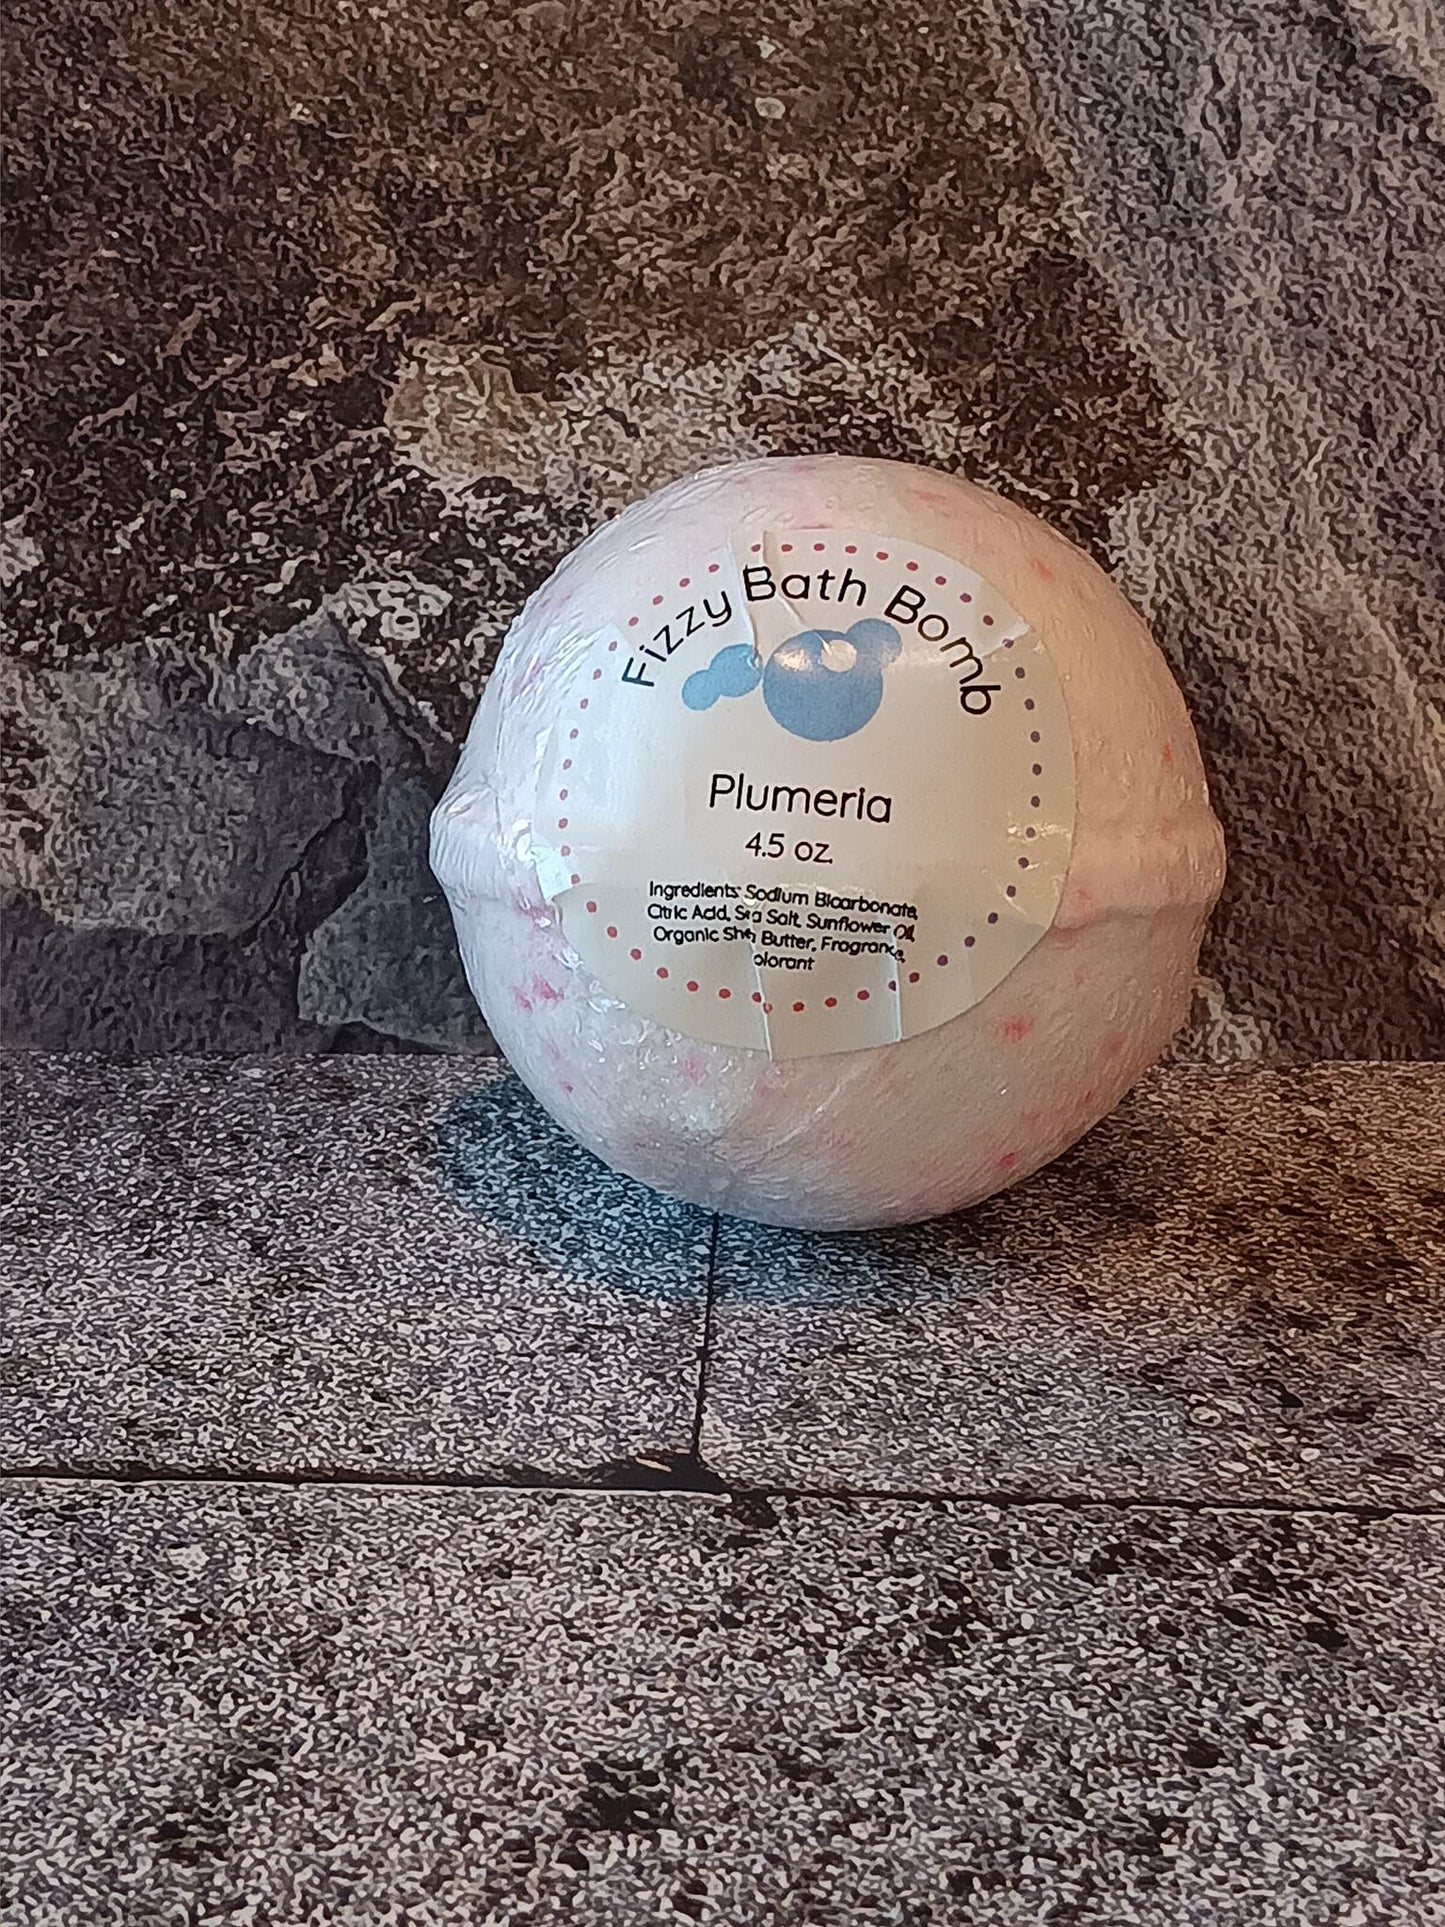 Fizzy Bath Bomb
Plumeria
4.5 oz.
Ingredients: Sodium Bicarbonate,
Citric Acid, Sea Salt, Sunflower Oil,
Organic Shea Butter, Fragrance,
olorant